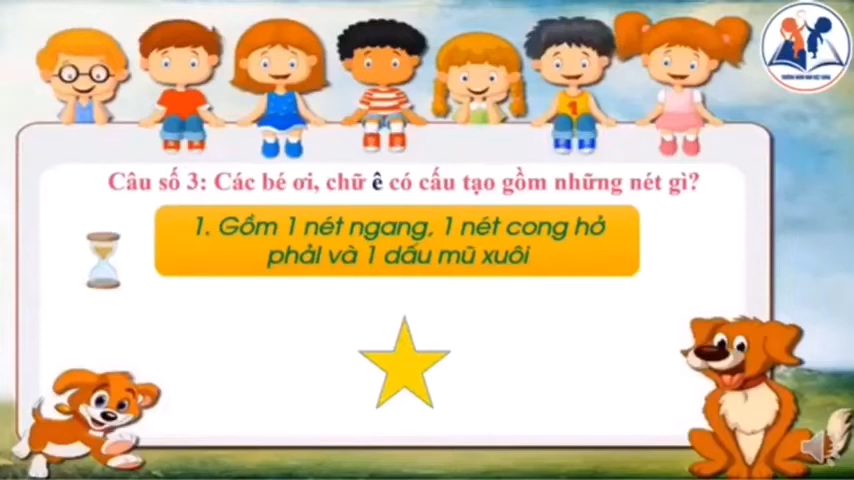 Câu số 3: Các bé ơi, chữ ê có cấu tạo gồm những nét gì?
1. Gồm 1 nét ngang, 1 nét cong hở
phải và 1 dấu mũ xuôi
1